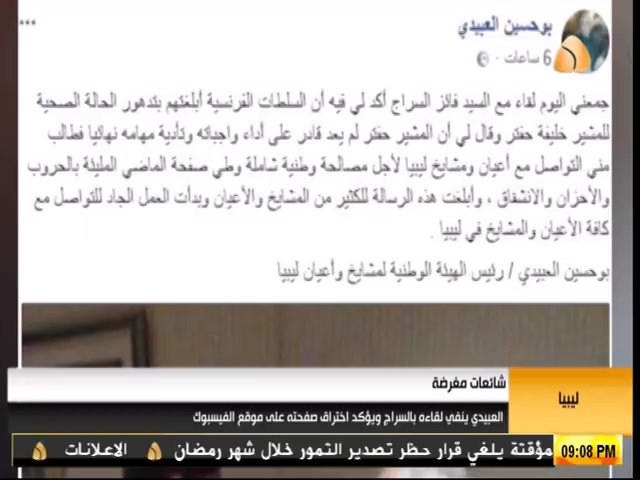 بوحسين العبيدي
6 ساعات ·
جمعني اليوم لقاء مع السيد فائز السراج أكد لي فيه أن السلطات الفرنسية أبلغتهم بتدهور الحالة الصحية
للمشير خليفة حفتر وقال لي أن المشير حفتر لم يعد قادر على أداء واجباته وتأدية مهامه نهائيا فطالب
مني التواصل مع أعيان ومشايخ ليبيا لأجل مصالحة وطنية شاملة وطي صفحة الماضي المليئة بالحروب
والأحزان والانشقاق ، وأبلغت هذه الرسالة للكثير من المشايخ والأعيان وبدأت العمل الجاد للتواصل مع
كافة الأعيان والمشايخ في ليبيا .
بوحسين العبيدي / رئيس الهيئة الوطنية لمشايخ وأعيان ليبيا
ليبيا
شائعات مغرضة
العبيدي ينفي لقاءه بالسراج ويؤكد اختراق صفحته على موقع الفيسبوك
09:08 PM
مؤقتة يلغي قرار حظر تصدير التمور خلال شهر رمضان
الاعلانات